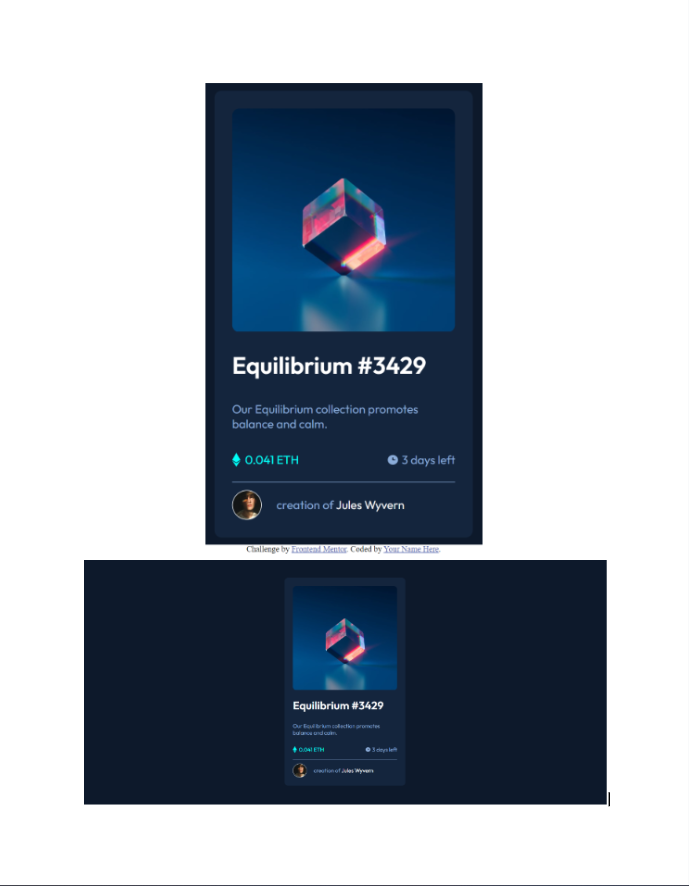 Equilibrium #3429
Our Equilibrium collection promotes
balance and calm.
0.041 ETH 3 days left
creation of Jules Wyvern
Challenge by Frontend Mentor. Coded by Your Name Here.
Equilibrium #3429
Our Equilibrium collection promotes
balance and calm.
0.041 ETH 3 days left
creation of Jules Wyvern